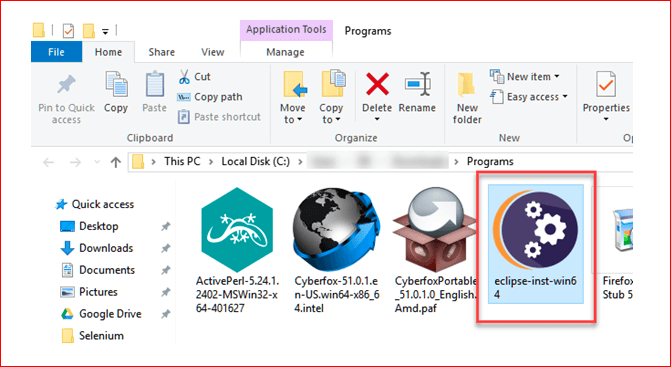 Application Tools
Programs
File
Home
Share
View
Manage
Pin to Quick
access
Copy
Paste
Cut
Copy path
Paste shortcut
Clipboard
Move
to
Copy
to
Delete
Rename
Organize
New
folder
New item
Easy access
New
Properties
This PC
Local Disk (C:)
Programs
Quick access
Desktop
Downloads
Documents
Pictures
Google Drive
Selenium
ActivePerl-5.24.1.
2402-MSWin32-x
64-401627
Cyberfox-51.0.1.e
n-US.win64-x86_6
4.intel
CyberfoxPortable
_51.0.1.0_English.
Amd.paf
eclipse-inst-win6
4
Firefox
Stub 5